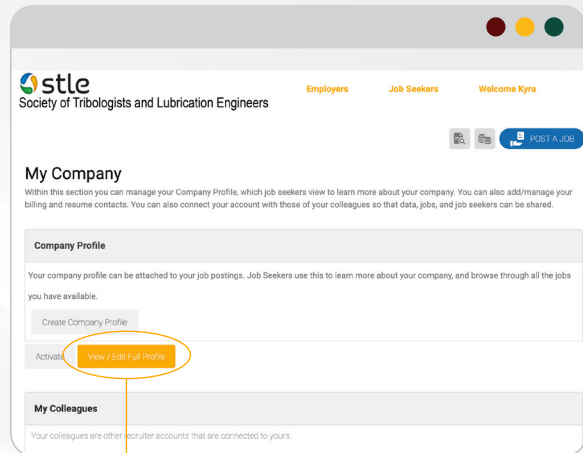 stle
Society of Tribologists and Lubrication Engineers
Employers
Job Seekers
Welcome Kyra
POST A JOB
My Company
Within this section you can manage your Company Profile, which job seekers view to learn more about your company. You can also add/manage your
billing and resume contacts. You can also connect your account with those of your colleagues so that data, jobs, and job seekers can be shared.
Company Profile
Your company profile can be attached to your job postings. Job Seekers use this to learn more about your company, and browse through all the jobs
you have available.
Create Company Profile
Activate
View / Edit Full Profile
My Colleagues
Your colleagues are other recruiter accounts that are connected to yours.